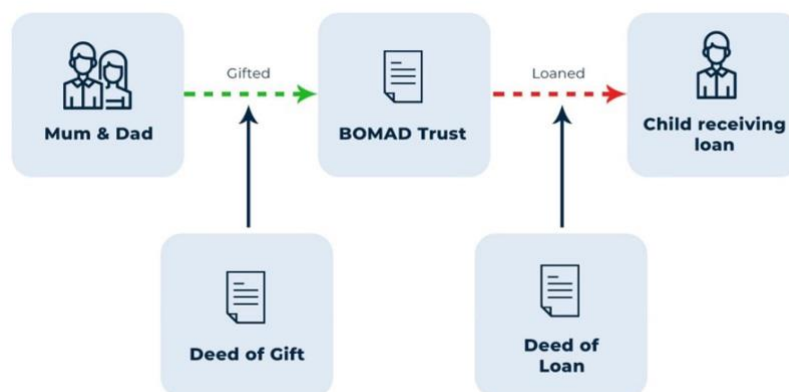 Gifted
Loaned
Mum & Dad
BOMAD Trust
Child receiving
loan
Deed of Gift
Deed of
Loan